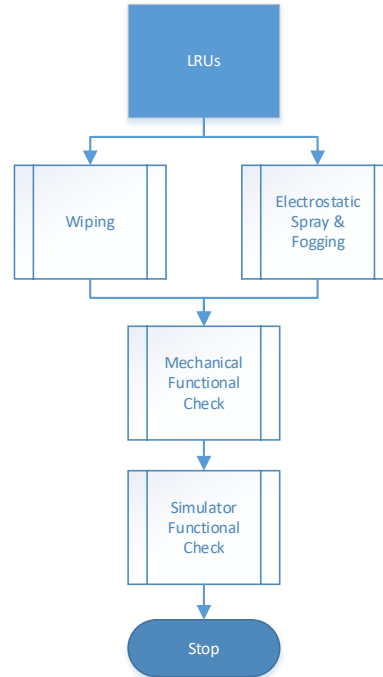 LRUs
Wiping
Electrostatic
Spray &
Fogging
Mechanical
Functional
Check
Simulator
Functional
Check
Stop